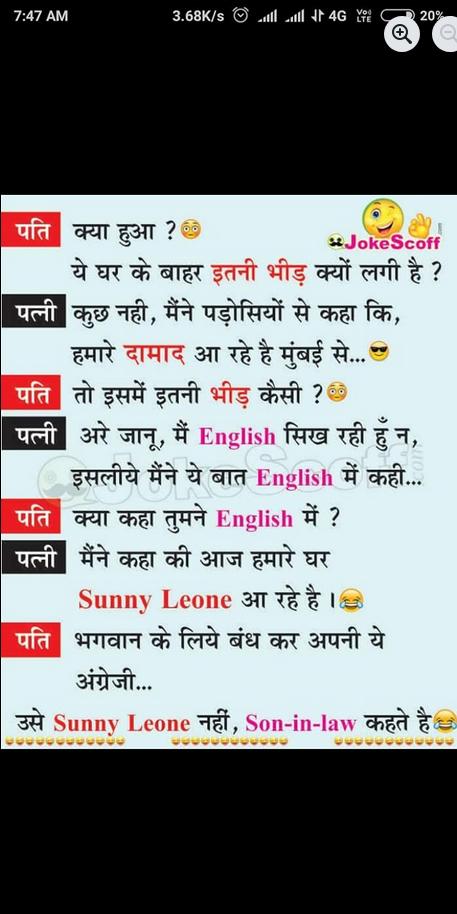 7:47 AM 3.68K/s 4G VoLTE 20%
JokeScoff
पति क्या हुआ ?
ये घर के बाहर इतनी भीड़ क्यों लगी है ?
पत्नी कुछ नही, मैंने पड़ोसियों से कहा कि,
हमारे दामाद आ रहे है मुंबई से...
पति तो इसमें इतनी भीड़ कैसी ?
पत्नी अरे जानू, मैं English सिख रही हुँ न,
इसलीये मैंने ये बात English में कही...
पति क्या कहा तुमने English में ?
पत्नी मैंने कहा की आज हमारे घर
Sunny Leone आ रहे है ।
पति भगवान के लिये बंध कर अपनी ये
अंग्रेजी...
उसे Sunny Leone नहीं, Son-in-law कहते है
JokeScoff